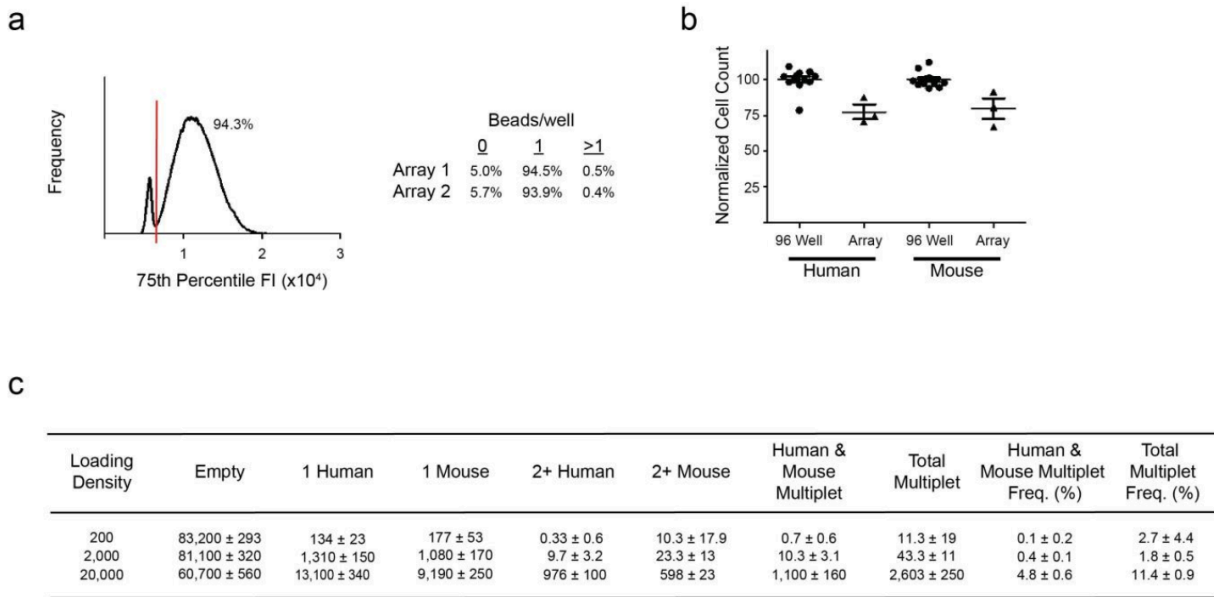 a
94.3%
Frequency
1 2 3
75th Percentile FI (x10⁴)
Beads/well
0 1 >1
Array 1 5.0% 94.5% 0.5%
Array 2 5.7% 93.9% 0.4%
b
Normalized Cell Count
100
75
50
25
96 Well Array 96 Well Array
Human Mouse
c
Loading Density Empty 1 Human 1 Mouse 2+ Human 2+ Mouse Human & Mouse Multiplet Total Multiplet Human & Mouse Multiplet Freq. (%) Total Multiplet Freq. (%)
200 83,200 ± 293 134 ± 23 177 ± 53 0.33 ± 0.6 10.3 ± 17.9 0.7 ± 0.6 11.3 ± 19 0.1 ± 0.2 2.7 ± 4.4
2,000 81,100 ± 320 1,310 ± 150 1,080 ± 170 9.7 ± 3.2 23.3 ± 13 10.3 ± 3.1 43.3 ± 11 0.4 ± 0.1 1.8 ± 0.5
20,000 60,700 ± 560 13,100 ± 340 9,190 ± 250 976 ± 100 598 ± 23 1,100 ± 160 2,603 ± 250 4.8 ± 0.6 11.4 ± 0.9